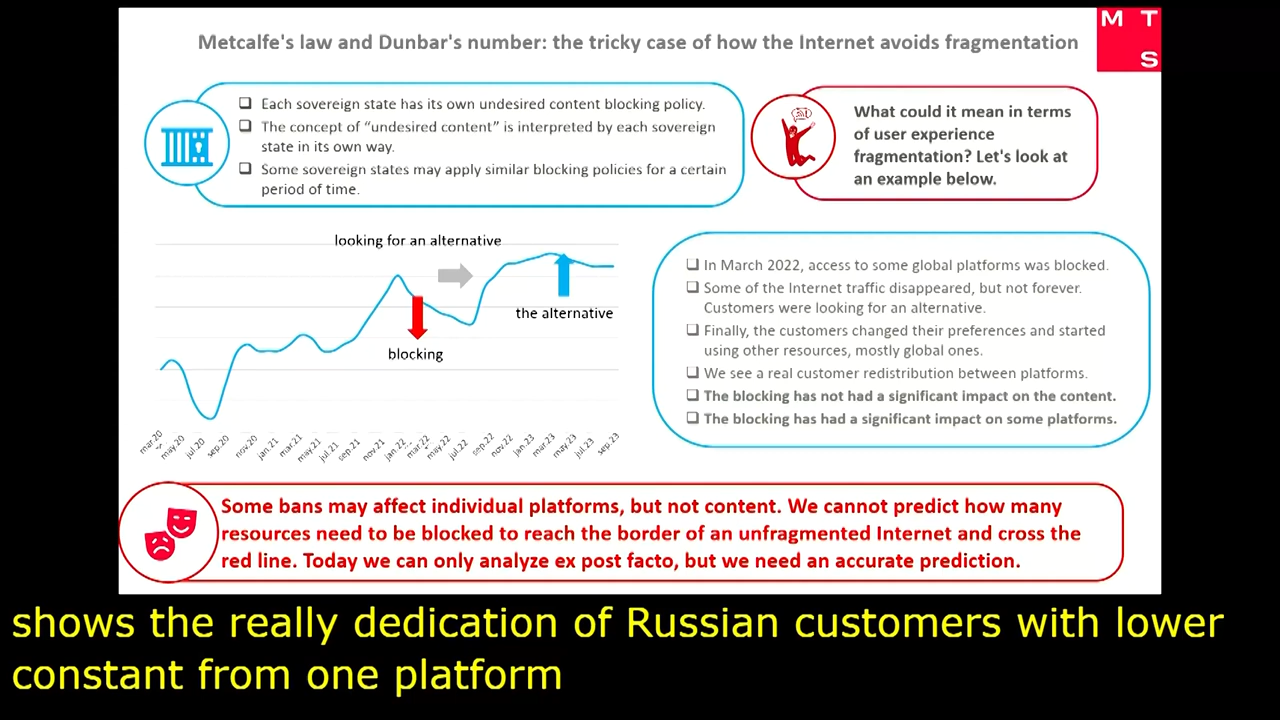 Metcalfe's law and Dunbar's number: the tricky case of how the Internet avoids fragmentation
M T
S
❑ Each sovereign state has its own undesired content blocking policy.
❑ The concept of “undesired content” is interpreted by each sovereign
state in its own way.
❑ Some sovereign states may apply similar blocking policies for a certain
period of time.
What could it mean in terms
of user experience
fragmentation? Let's look at
an example below.
looking for an alternative
the alternative
blocking
mar.20 may.20 jul.20 sep.20 nov.20 jan.21 mar.21 may.21 jul.21 sep.21 nov.21 jan.22 mar.22 may.22 jul.22 sep.22 nov.22 jan.23 mar.23 may.23 jul.23 sep.23
❑ In March 2022, access to some global platforms was blocked.
❑ Some of the Internet traffic disappeared, but not forever.
Customers were looking for an alternative.
❑ Finally, the customers changed their preferences and started
using other resources, mostly global ones.
❑ We see a real customer redistribution between platforms.
❑ The blocking has not had a significant impact on the content.
❑ The blocking has had a significant impact on some platforms.
Some bans may affect individual platforms, but not content. We cannot predict how many
resources need to be blocked to reach the border of an unfragmented Internet and cross the
red line. Today we can only analyze ex post facto, but we need an accurate prediction.
shows the really dedication of Russian customers with lower
constant from one platform